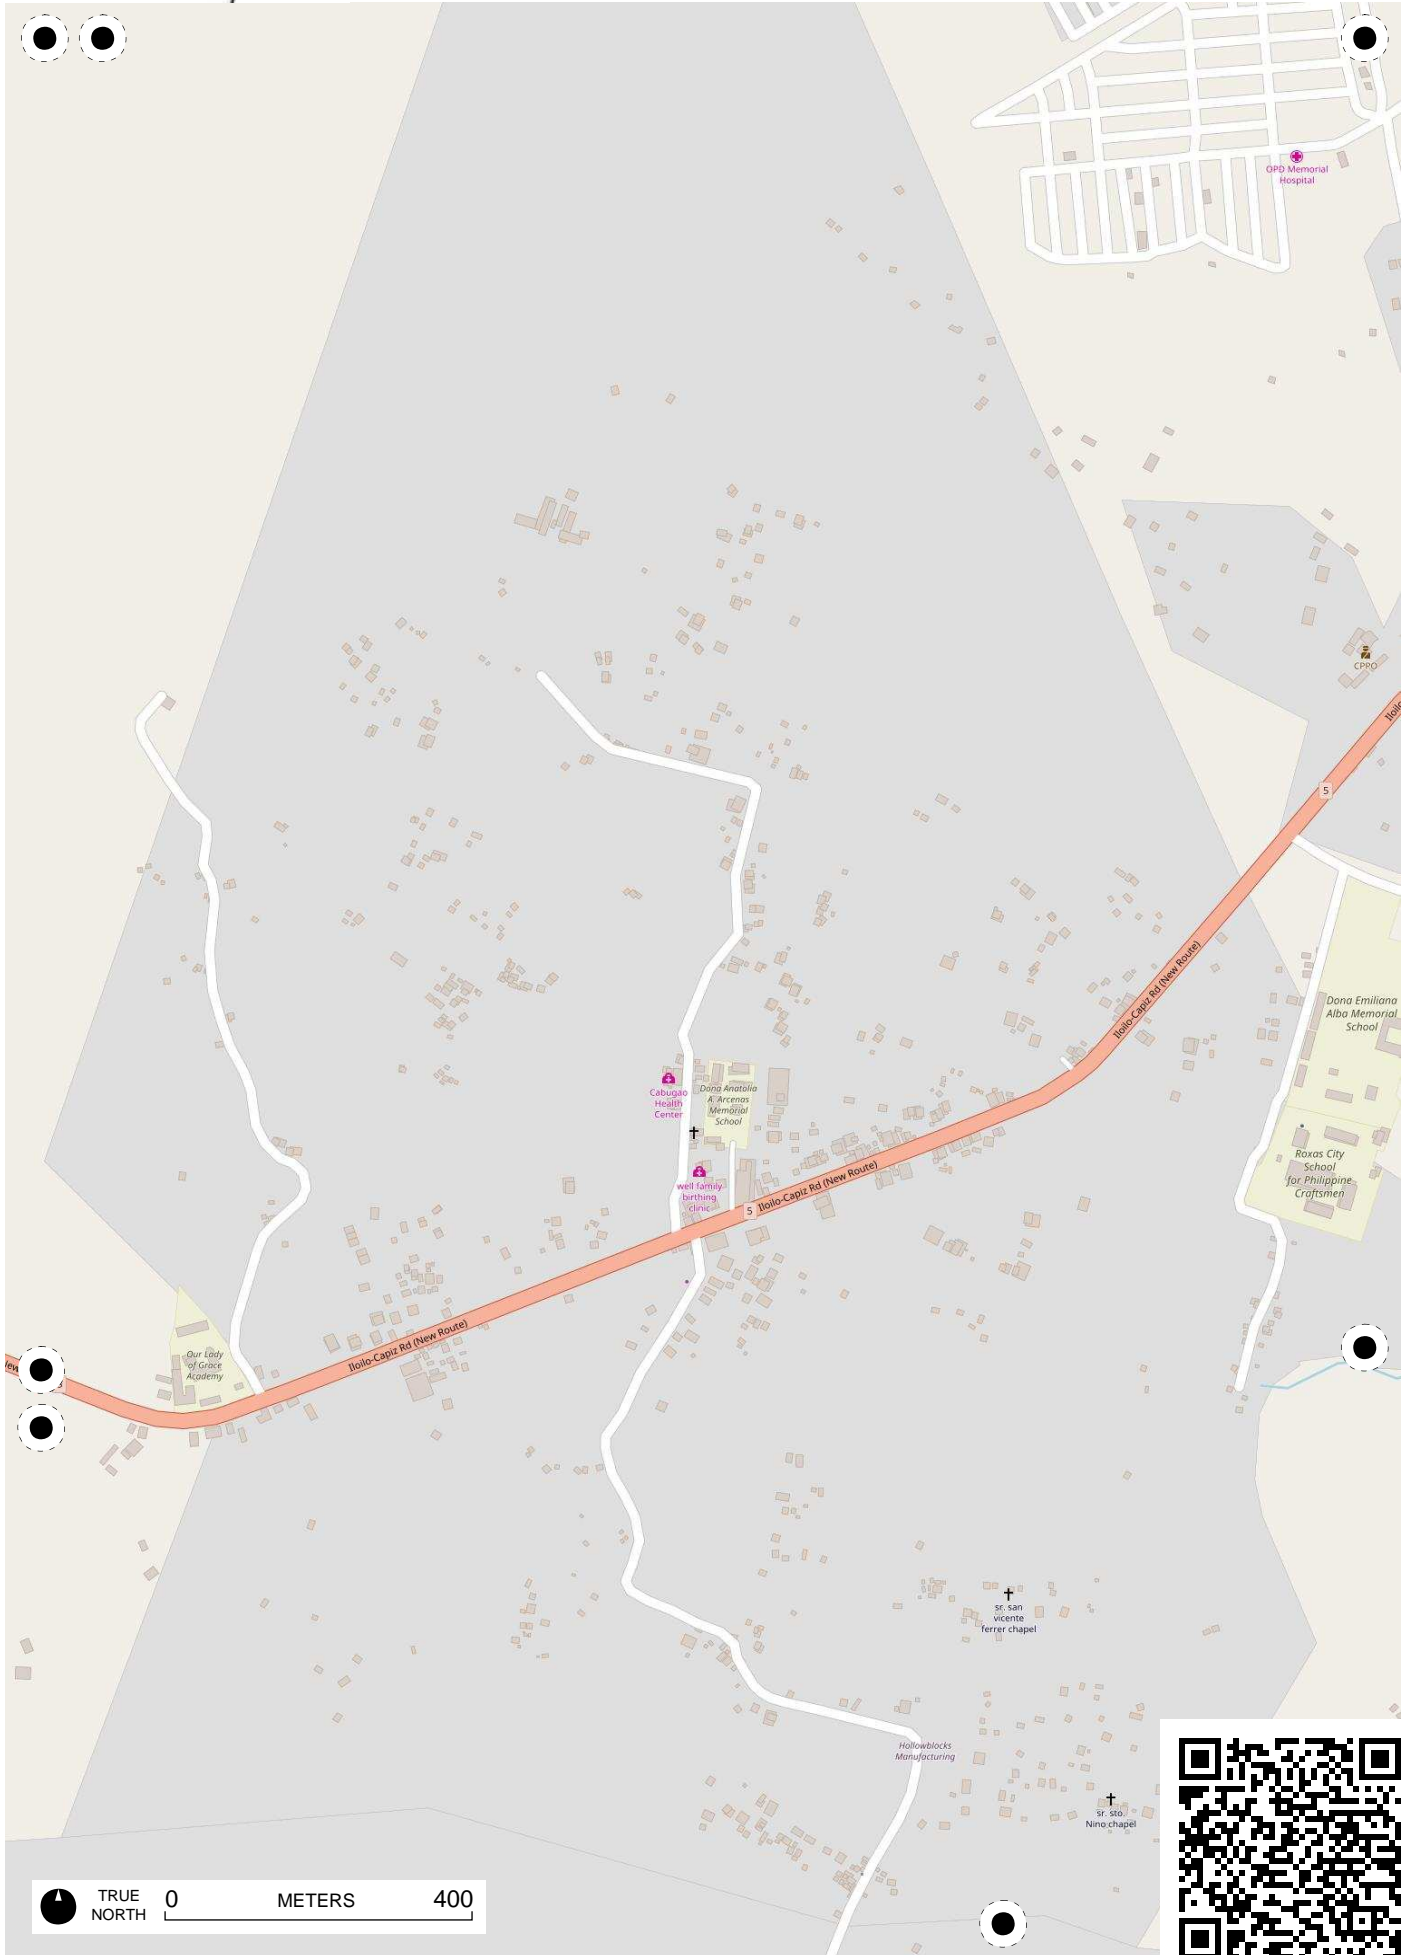 OPD Memorial
Hospital
CPPO
5
Iloilo-Capiz Rd (New Route)
Dona Emiliana
Alba Memorial
School
Cabugao
Health
Center
Dona Anatolia
A. Arcenas
Memorial
School
Roxas City
School
for Philippine
Craftsmen
well family
birthing
clinic
5
Iloilo-Capiz Rd (New Route)
Iloilo-Capiz Rd (New Route)
Our Lady
of Grace
Academy
sr. san
vicente
ferrer chapel
Hollowblocks
Manufacturing
sr. sto.
Nino chapel
TRUE
NORTH
0 METERS 400